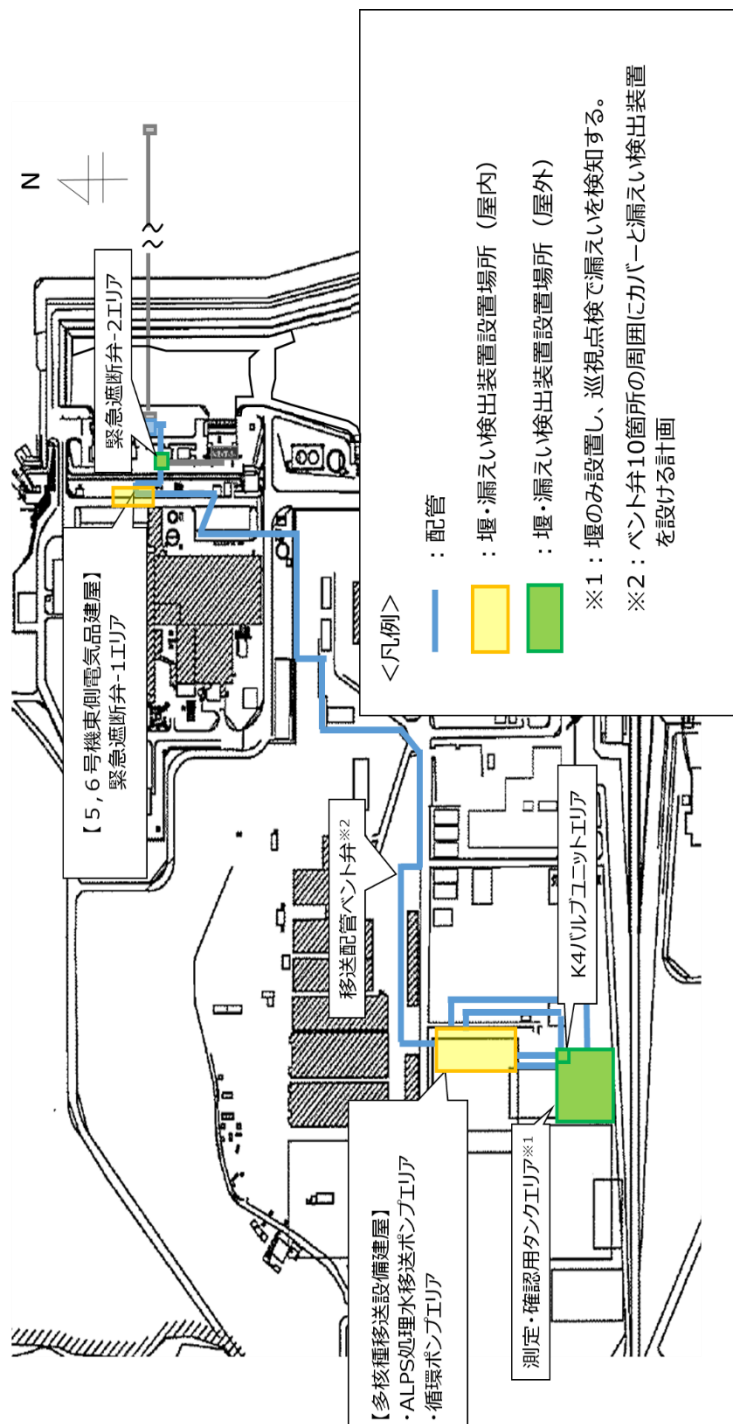 N
緊急遮断弁-2エリア
【5,6号機東側電気品建屋】
緊急遮断弁-1エリア
移送配管ベント弁※2
【多核種移送設備建屋】
・ALPS処理水移送ポンプエリア
・循環ポンプエリア
K4バルブユニットエリア
測定・確認用タンクエリア※1
<凡例>
：配管
：堰・漏えい検出装置設置場所（屋内）
：堰・漏えい検出装置設置場所（屋外）
※1：堰のみ設置し、巡視点検で漏えいを検知する。
※2：ベント弁10箇所の周囲にカバーと漏えい検出装置
を設ける計画